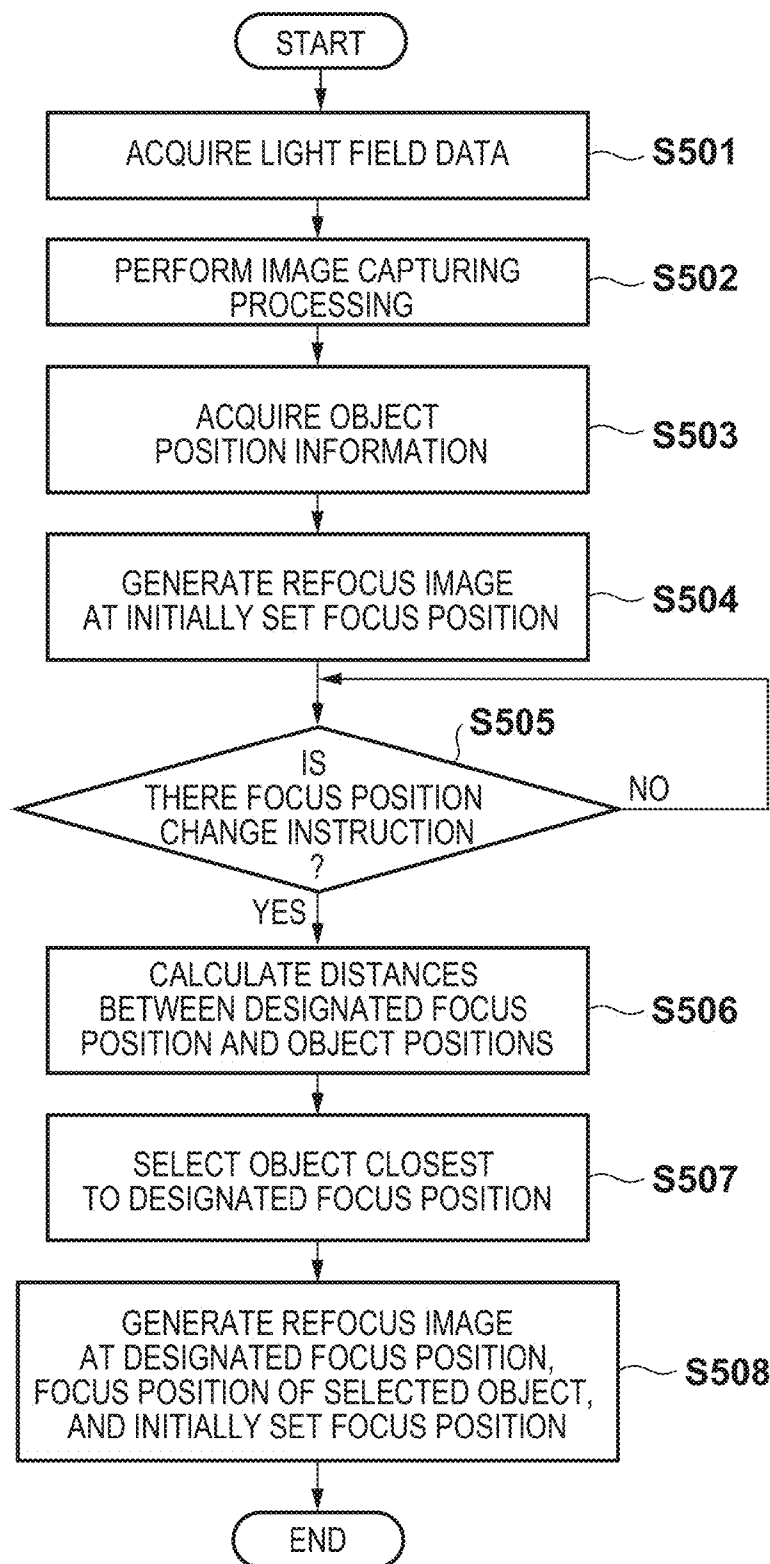 START
ACQUIRE LIGHT FIELD DATA
S501
PERFORM IMAGE CAPTURING
PROCESSING
S502
ACQUIRE OBJECT
POSITION INFORMATION
S503
GENERATE REFOCUS IMAGE
AT INITIALLY SET FOCUS POSITION
S504
S505
IS
THERE FOCUS POSITION
CHANGE INSTRUCTION
?
NO
YES
CALCULATE DISTANCES
BETWEEN DESIGNATED FOCUS
POSITION AND OBJECT POSITIONS
S506
SELECT OBJECT CLOSEST
TO DESIGNATED FOCUS POSITION
S507
GENERATE REFOCUS IMAGE
AT DESIGNATED FOCUS POSITION,
FOCUS POSITION OF SELECTED OBJECT,
AND INITIALLY SET FOCUS POSITION
S508
END